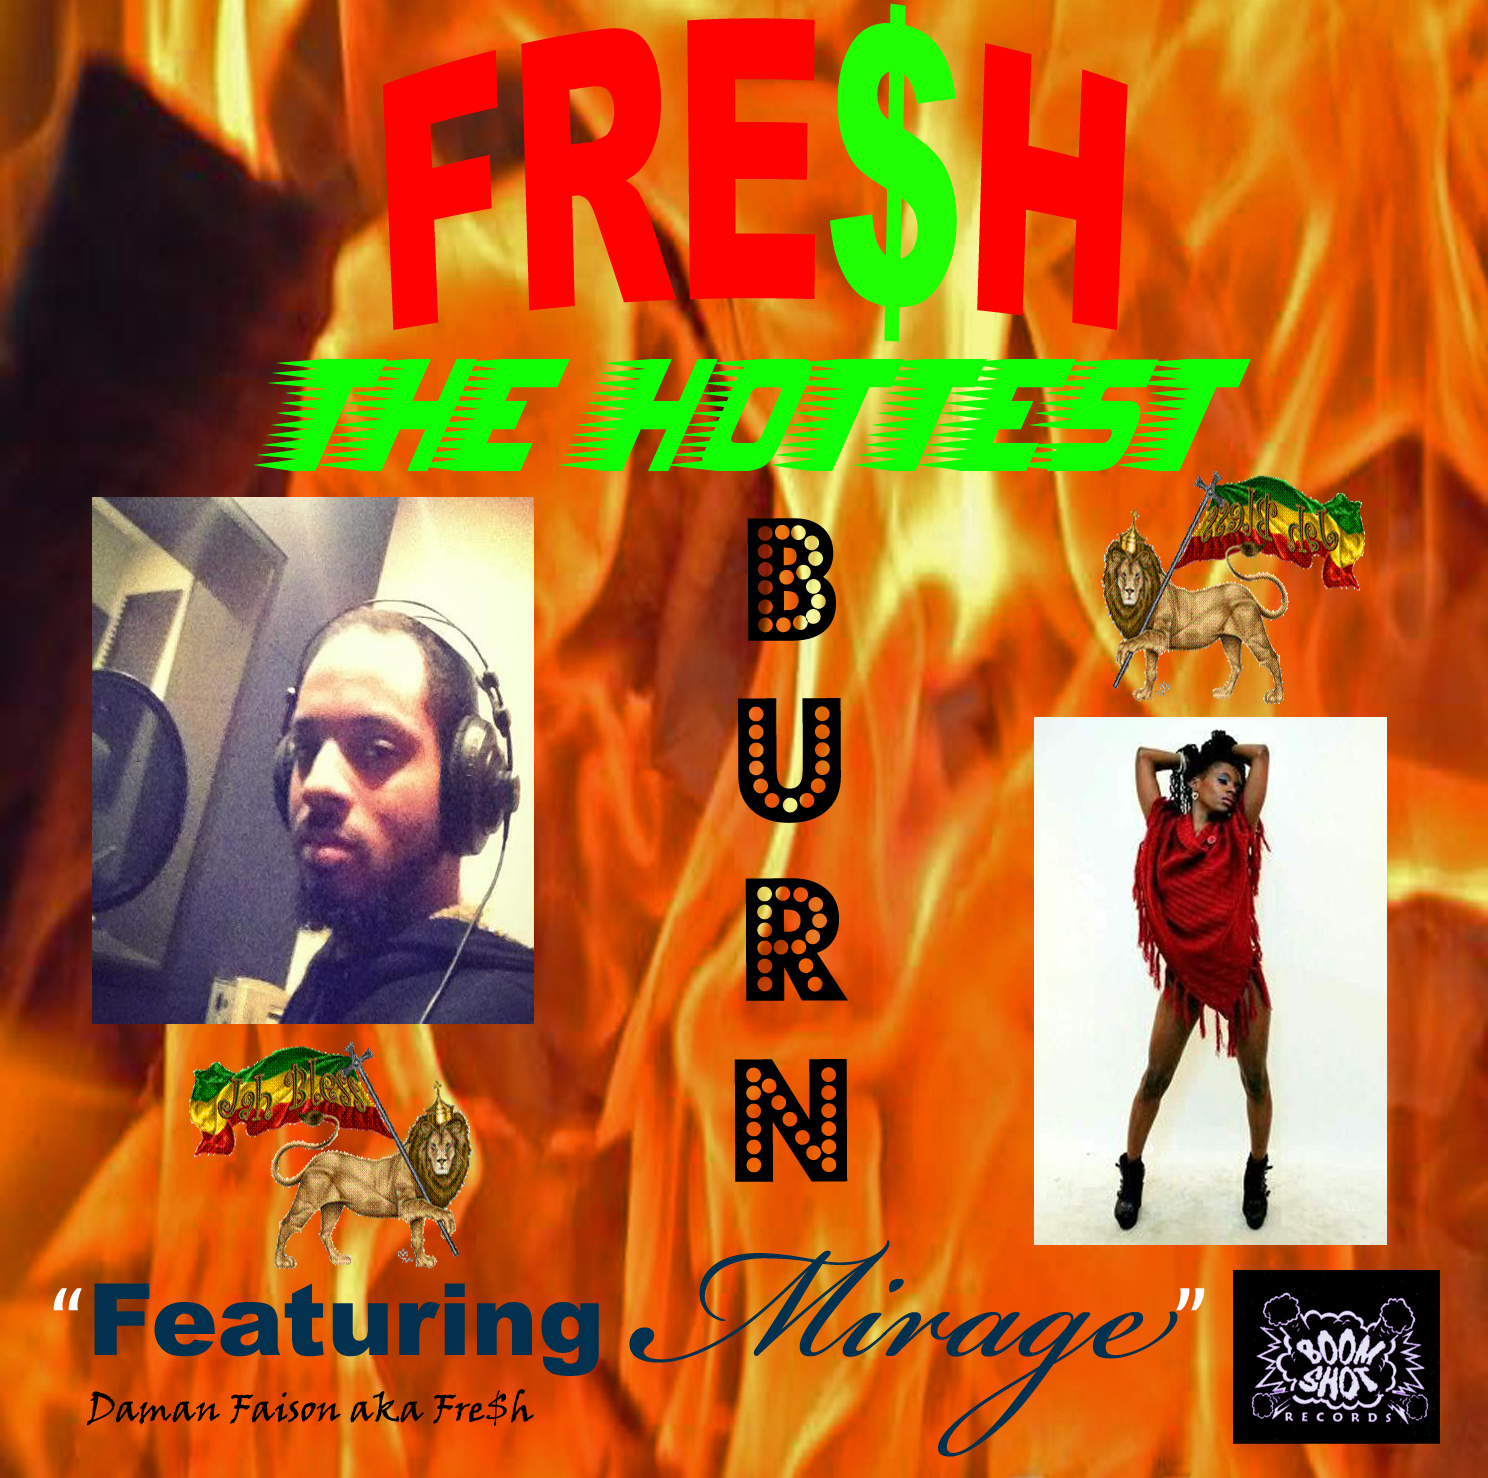 FRE$H
THE HOTTEST
BURN
Jah Bless
Jah Bless
“Featuring Mirage”
Daman Faison aka Fre$h
BOOM
SHOT
RECORDS